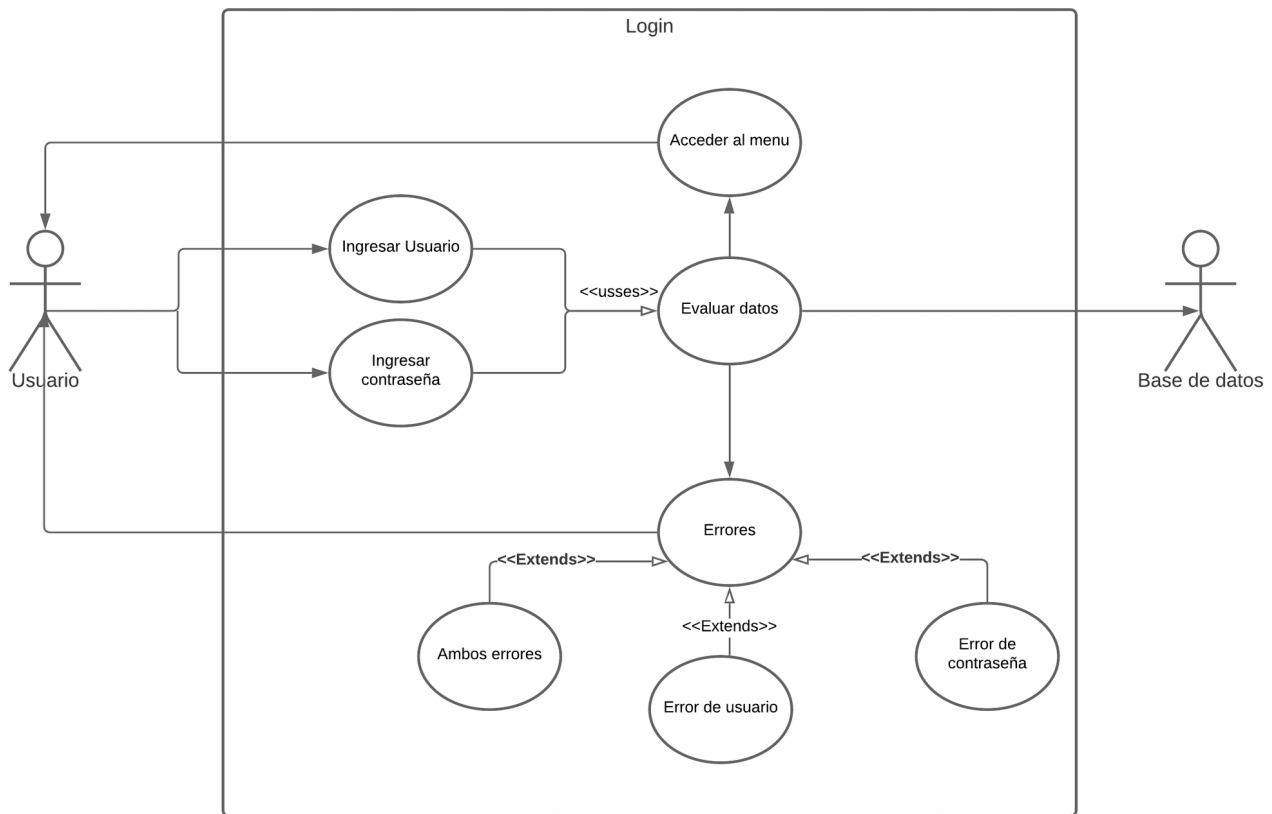 Login
Acceder al menu
Ingresar Usuario
<<usses>>
Evaluar datos
Ingresar
contraseña
Usuario
Base de datos
Errores
<<Extends>>
<<Extends>>
<<Extends>>
Ambos errores
Error de usuario
Error de
contraseña